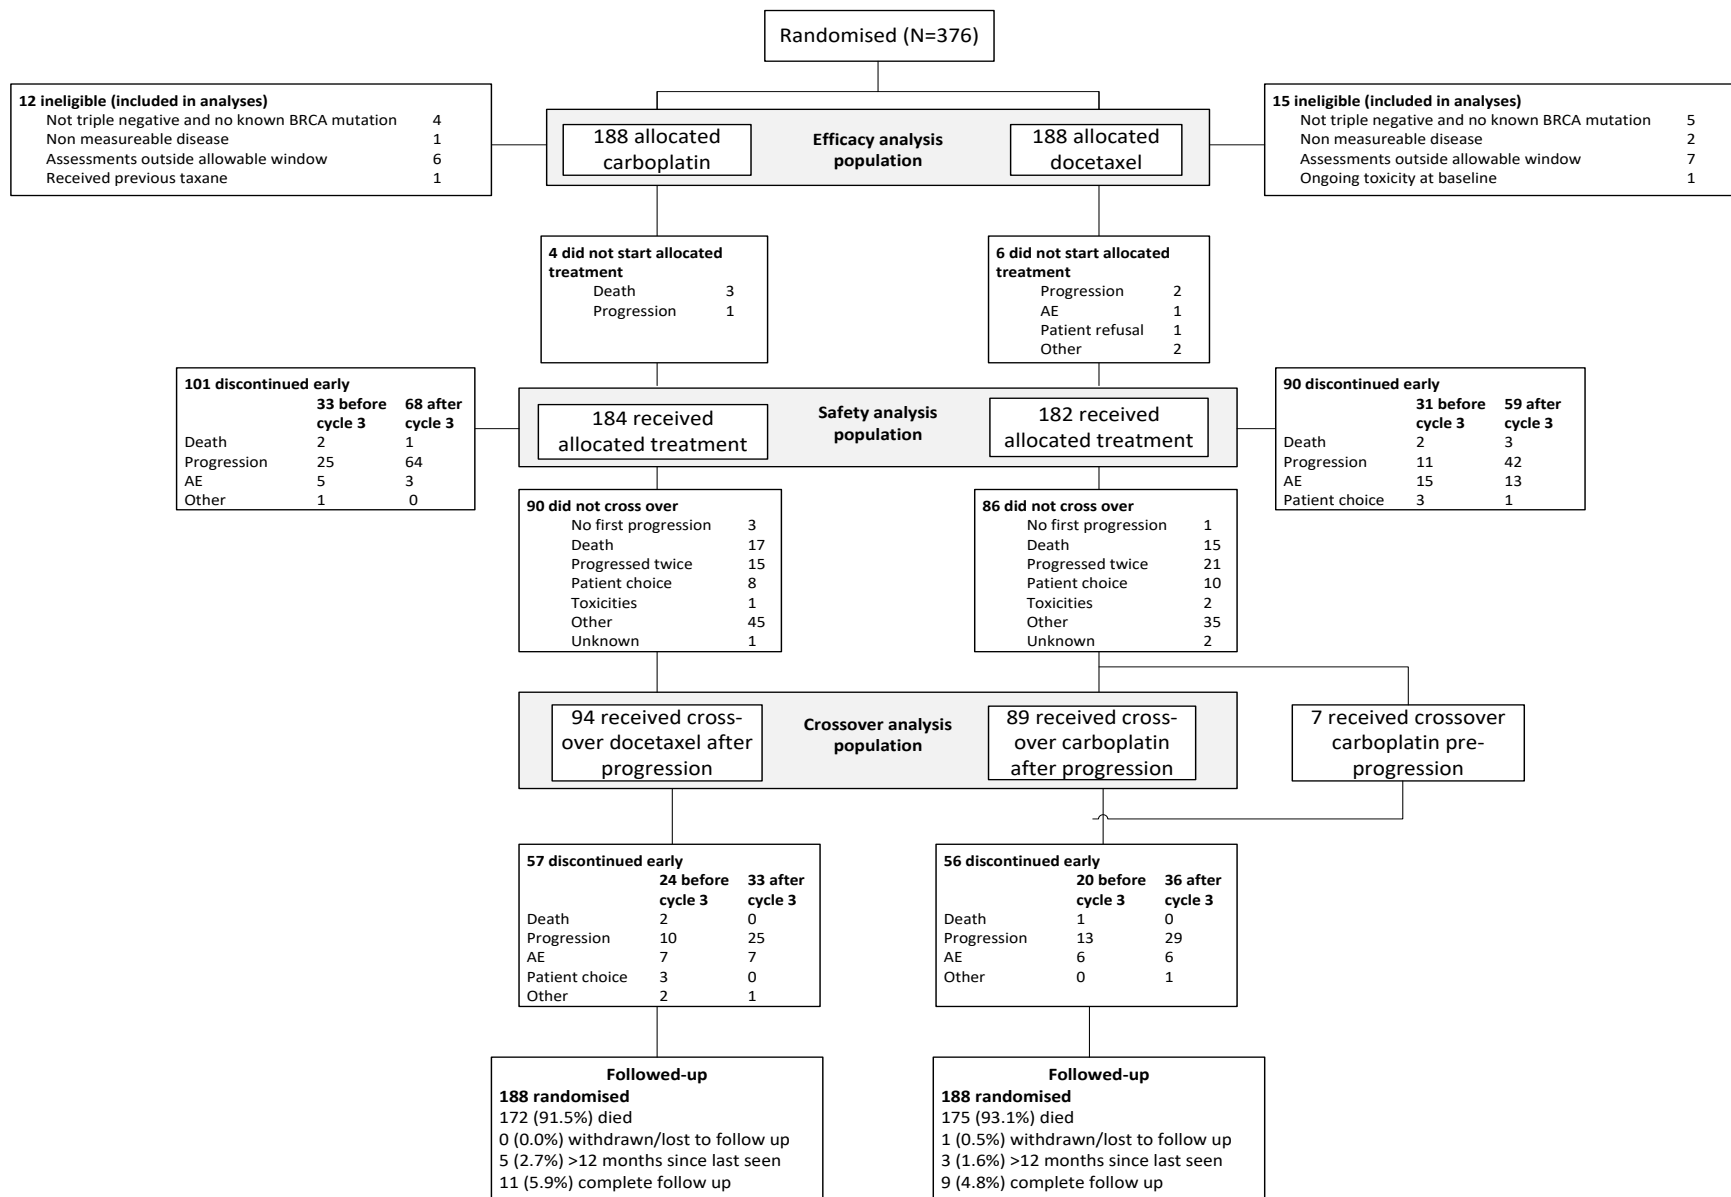 Randomised (N=376)
12 ineligible (included in analyses)
Not triple negative and no known BRCA mutation 4
Non measureable disease 1
Assessments outside allowable window 6
Received previous taxane 1
188 allocated
carboplatin
Efficacy analysis
population
188 allocated
docetaxel
15 ineligible (included in analyses)
Not triple negative and no known BRCA mutation 5
Non measureable disease 2
Assessments outside allowable window 7
Ongoing toxicity at baseline 1
4 did not start allocated
treatment
Death 3
Progression 1
6 did not start allocated
treatment
Progression 2
AE 1
Patient refusal 1
Other 2
101 discontinued early
33 before 68 after
cycle 3 cycle 3
Death 2 1
Progression 25 64
AE 5 3
Other 1 0
184 received
allocated treatment
Safety analysis
population
182 received
allocated treatment
90 discontinued early
31 before 59 after
cycle 3 cycle 3
Death 2 3
Progression 11 42
AE 15 13
Patient choice 3 1
90 did not cross over
No first progression 3
Death 17
Progressed twice 15
Patient choice 8
Toxicities 1
Other 45
Unknown 1
86 did not cross over
No first progression 1
Death 15
Progressed twice 21
Patient choice 10
Toxicities 2
Other 35
Unknown 2
94 received cross-
over docetaxel after
progression
Crossover analysis
population
89 received cross-
over carboplatin
after progression
7 received crossover
carboplatin pre-
progression
57 discontinued early
24 before 33 after
cycle 3 cycle 3
Death 2 0
Progression 10 25
AE 7 7
Patient choice 3 0
Other 2 1
56 discontinued early
20 before 36 after
cycle 3 cycle 3
Death 1 0
Progression 13 29
AE 6 6
Other 0 1
Followed-up
188 randomised
172 (91.5%) died
0 (0.0%) withdrawn/lost to follow up
5 (2.7%) >12 months since last seen
11 (5.9%) complete follow up
Followed-up
188 randomised
175 (93.1%) died
1 (0.5%) withdrawn/lost to follow up
3 (1.6%) >12 months since last seen
9 (4.8%) complete follow up